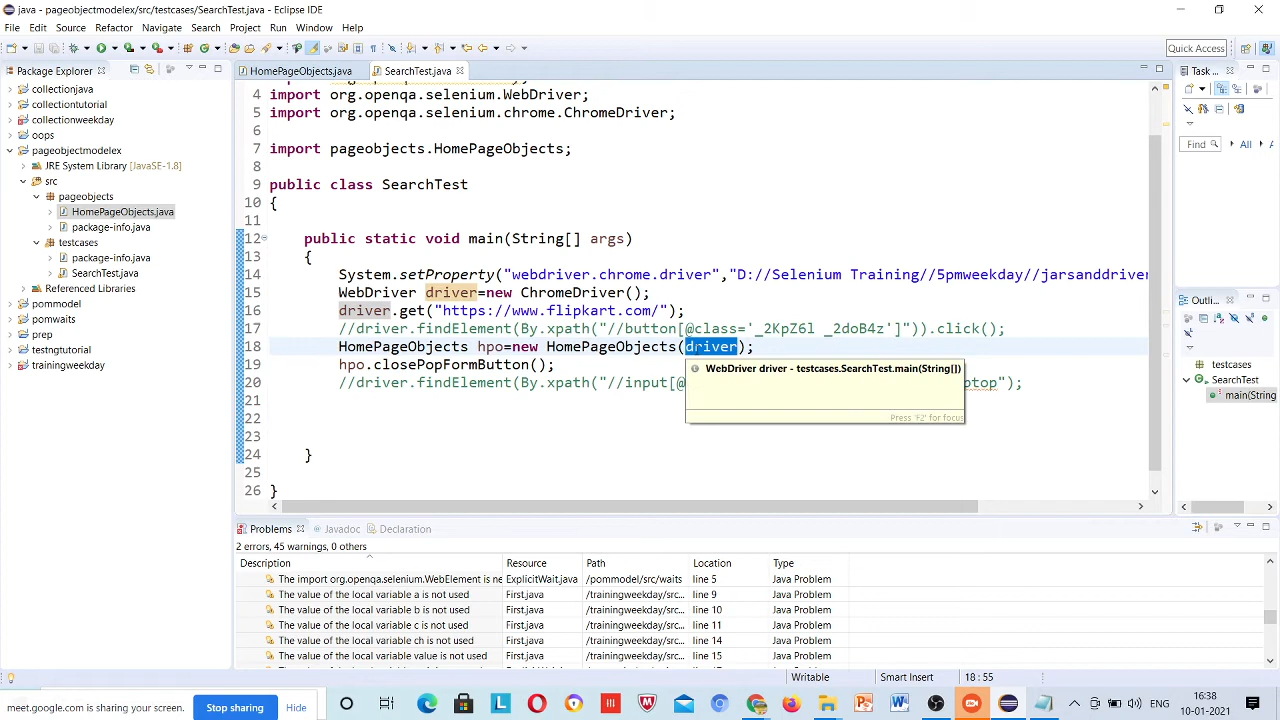 java - pageobjectmodelex/src/testcases/SearchTest.java - Eclipse IDE
File Edit Source Refactor Navigate Search Project Run Window Help
Quick Access
Package Explorer
HomePageObjects.java
SearchTest.java
Task ...
collectionjava
collectiontutorial
collectionweekday
oops
pageobjectmodelex
JRE System Library [JavaSE-1.8]
src
pageobjects
HomePageObjects.java
package-info.java
testcases
package-info.java
SearchTest.java
Referenced Libraries
pommodel
pomwaits
prep
testngtutorial
trainingweekday
4 import org.openqa.selenium.WebDriver;
5 import org.openqa.selenium.chrome.ChromeDriver;
6
7 import pageobjects.HomePageObjects;
8
9 public class SearchTest
10 {
11
12 public static void main(String[] args)
13 {
14 System.setProperty("webdriver.chrome.driver","D://Selenium Training//5pmweekday//jarsanddriver
15 WebDriver driver=new ChromeDriver();
16 driver.get("https://www.flipkart.com/");
17 //driver.findElement(By.xpath("//button[@class='_2KpZ6l _2doB4z']")).click();
18 HomePageObjects hpo=new HomePageObjects(driver);
19 hpo.closePopFormButton();
20 //driver.findElement(By.xpath("//input[@ ptop");
21
22
23
24 }
25
26 }
WebDriver driver - testcases.SearchTest.main(String[])
Press 'F2' for focus
Find
All
A
Outli...
testcases
SearchTest
main(String
Problems
Javadoc
Declaration
2 errors, 45 warnings, 0 others
Description Resource Path Location Type
The import org.openqa.selenium.WebElement is ne ExplicitWait.java /pommodel/src/waits line 5 Java Problem
The value of the local variable a is not used First.java /trainingweekday/src... line 9 Java Problem
The value of the local variable b is not used First.java /trainingweekday/src... line 10 Java Problem
The value of the local variable c is not used First.java /trainingweekday/src... line 11 Java Problem
The value of the local variable ch is not used First.java /trainingweekday/src... line 14 Java Problem
The value of the local variable value is not used First.java /trainingweekday/src... line 15 Java Problem
Writable Smart Insert 18 : 55
meet.google.com is sharing your screen. Stop sharing Hide
ENG
16:38
10-01-2021